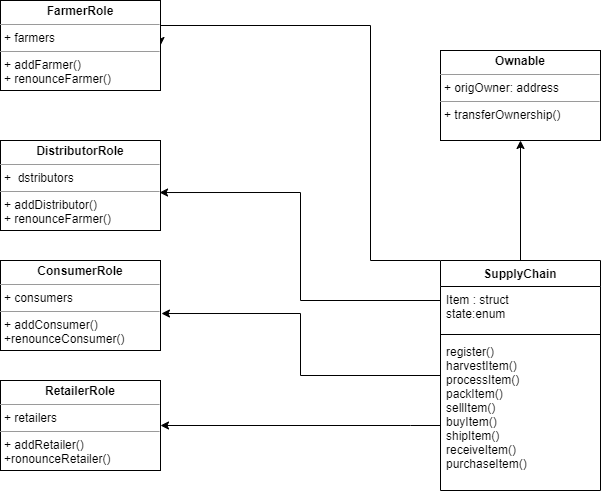 FarmerRole
+ farmers
+ addFarmer()
+ renounceFarmer()
Ownable
+ origOwner: address
+ transferOwnership()
DistributorRole
+  dstributors
+ addDistributor()
+ renounceFarmer()
ConsumerRole
+ consumers
+ addConsumer()
+renounceConsumer()
RetailerRole
+ retailers
+ addRetailer()
+ronounceRetailer()
SupplyChain
Item : struct
state:enum
register()
harvestItem()
processItem()
packItem()
sellItem()
buyItem()
shipItem()
receiveItem()
purchaseItem()